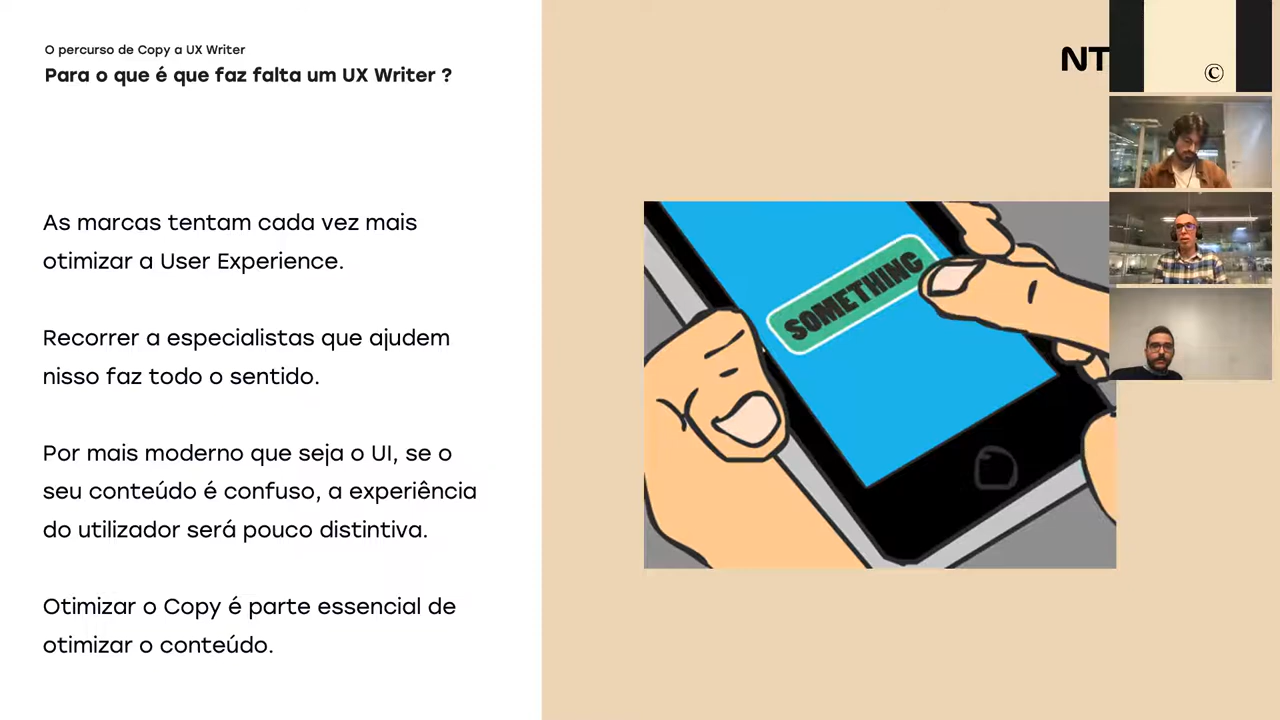 O percurso de Copy a UX Writer
Para o que é que faz falta um UX Writer ?
NT
©
As marcas tentam cada vez mais
otimizar a User Experience.
Recorrer a especialistas que ajudem
nisso faz todo o sentido.
Por mais moderno que seja o UI, se o
seu conteúdo é confuso, a experiência
do utilizador será pouco distintiva.
Otimizar o Copy é parte essencial de
otimizar o conteúdo.
SOMETHING